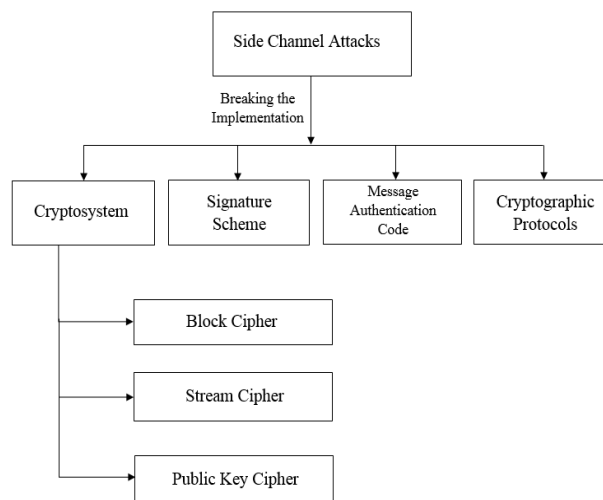 Side Channel Attacks
Breaking the
Implementation
Cryptosystem
Signature
Scheme
Message
Authentication
Code
Cryptographic
Protocols
Block Cipher
Stream Cipher
Public Key Cipher